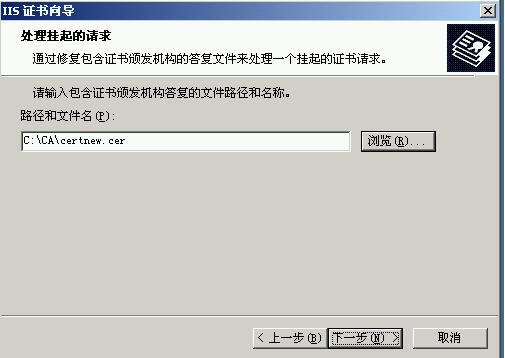 IIS 证书向导
处理挂起的请求
通过修复包含证书颁发机构的答复文件来处理一个挂起的证书请求。
请输入包含证书颁发机构答复的文件路径和名称。
路径和文件名(P):
C:\CA\certnew.cer
浏览(R)...
< 上一步(B)
下一步(N) >
取消